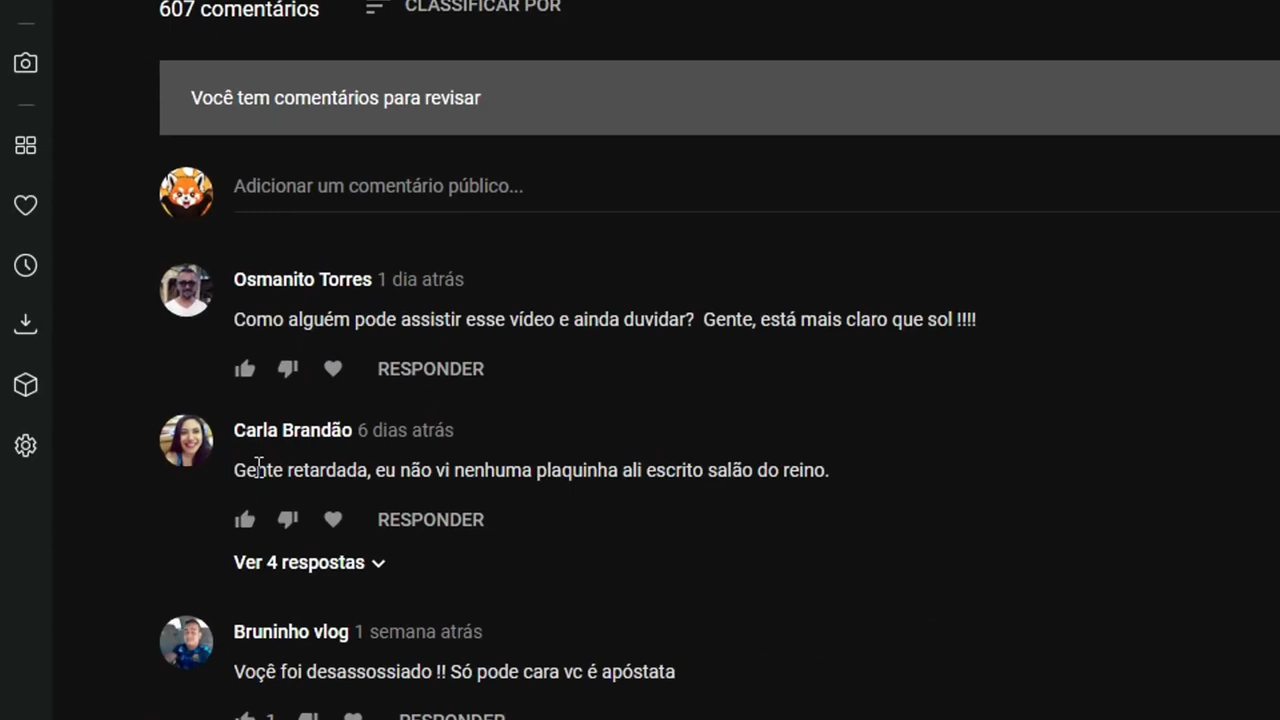 607 comentários
CLASSIFICAR POR
Você tem comentários para revisar
Adicionar um comentário público...
Osmanito Torres 1 dia atrás
Como alguém pode assistir esse vídeo e ainda duvidar?  Gente, está mais claro que sol !!!!
RESPONDER
Carla Brandão 6 dias atrás
Gente retardada, eu não vi nenhuma plaquinha ali escrito salão do reino.
RESPONDER
Ver 4 respostas
Bruninho vlog 1 semana atrás
Voçê foi desassossiado !! Só pode cara vc é apóstata
1 RESPONDER